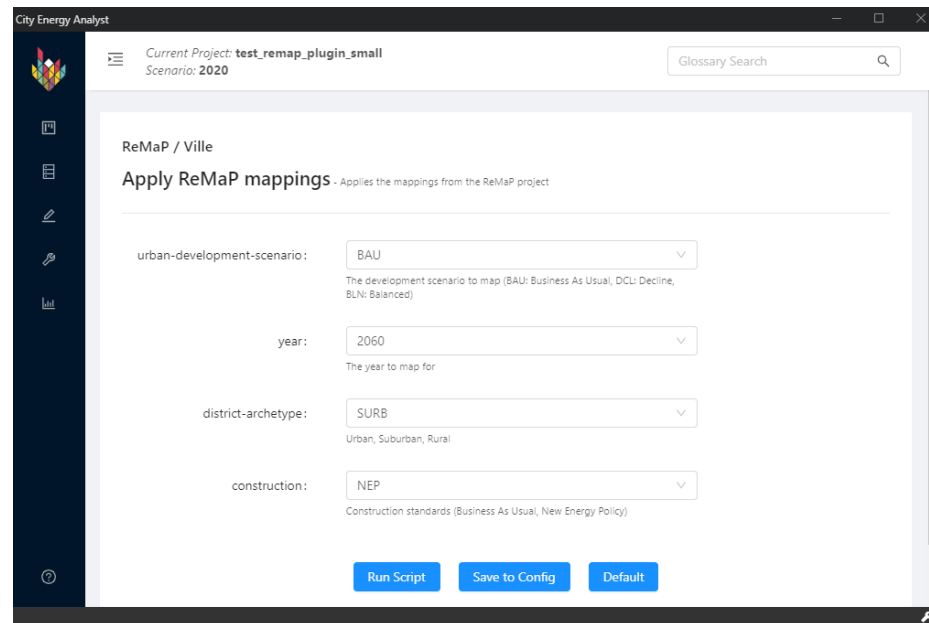 City Energy Analyst
Current Project: test_remap_plugin_small
Scenario: 2020
Glossary Search
ReMaP / Ville
Apply ReMaP mappings - Applies the mappings from the ReMaP project
urban-development-scenario: BAU
The development scenario to map (BAU: Business As Usual, DCL: Decline,
BLN: Balanced)
year: 2060
The year to map for
district-archetype: SURB
Urban, Suburban, Rural
construction: NEP
Construction standards (Business As Usual, New Energy Policy)
Run Script Save to Config Default